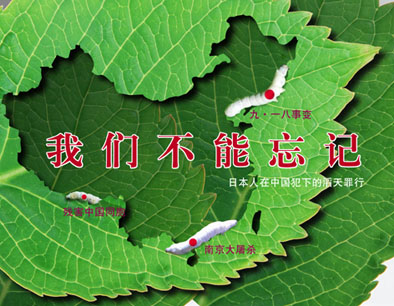 九·一八事变
我们不能忘记
日本人在中国犯下的滔天罪行
残害中国同胞
南京大屠杀